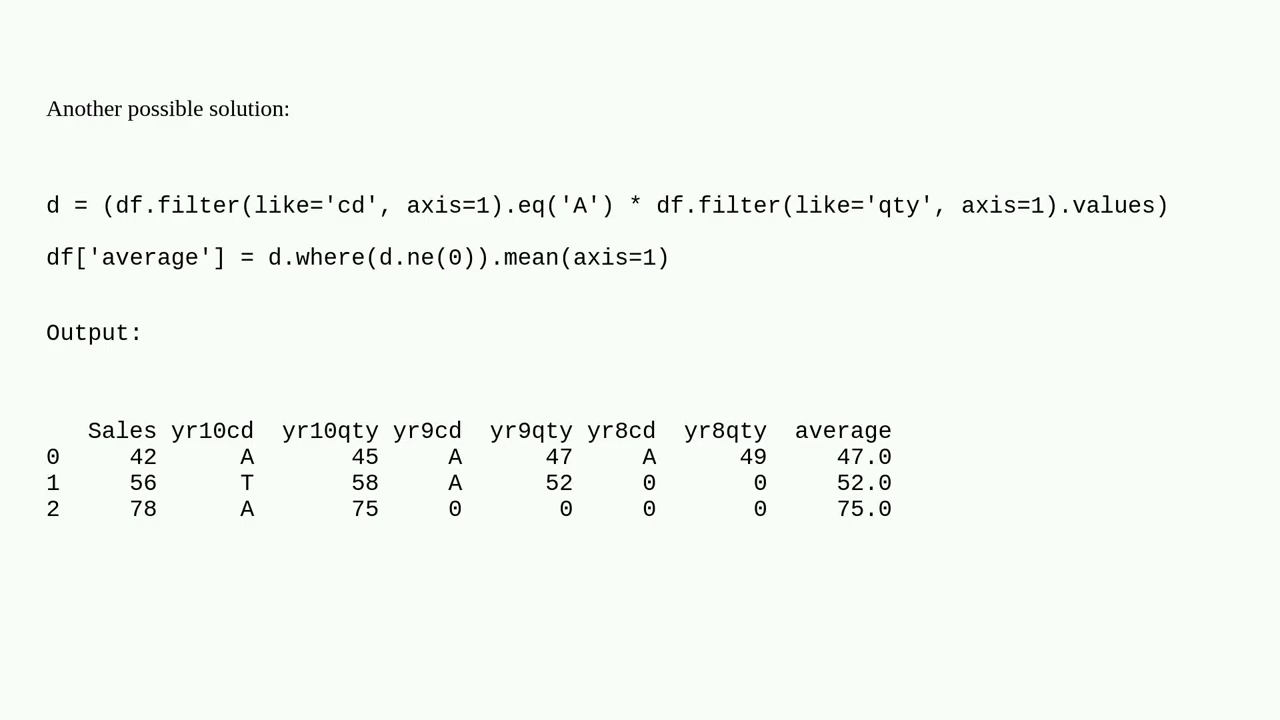 Another possible solution:
d = (df.filter(like='cd', axis=1).eq('A') * df.filter(like='qty', axis=1).values)
df['average'] = d.where(d.ne(0)).mean(axis=1)
Output:
   Sales yr10cd  yr10qty yr9cd  yr9qty yr8cd  yr8qty  average
0     42      A       45     A      47     A      49     47.0
1     56      T       58     A      52     0       0     52.0
2     78      A       75     0       0     0       0     75.0